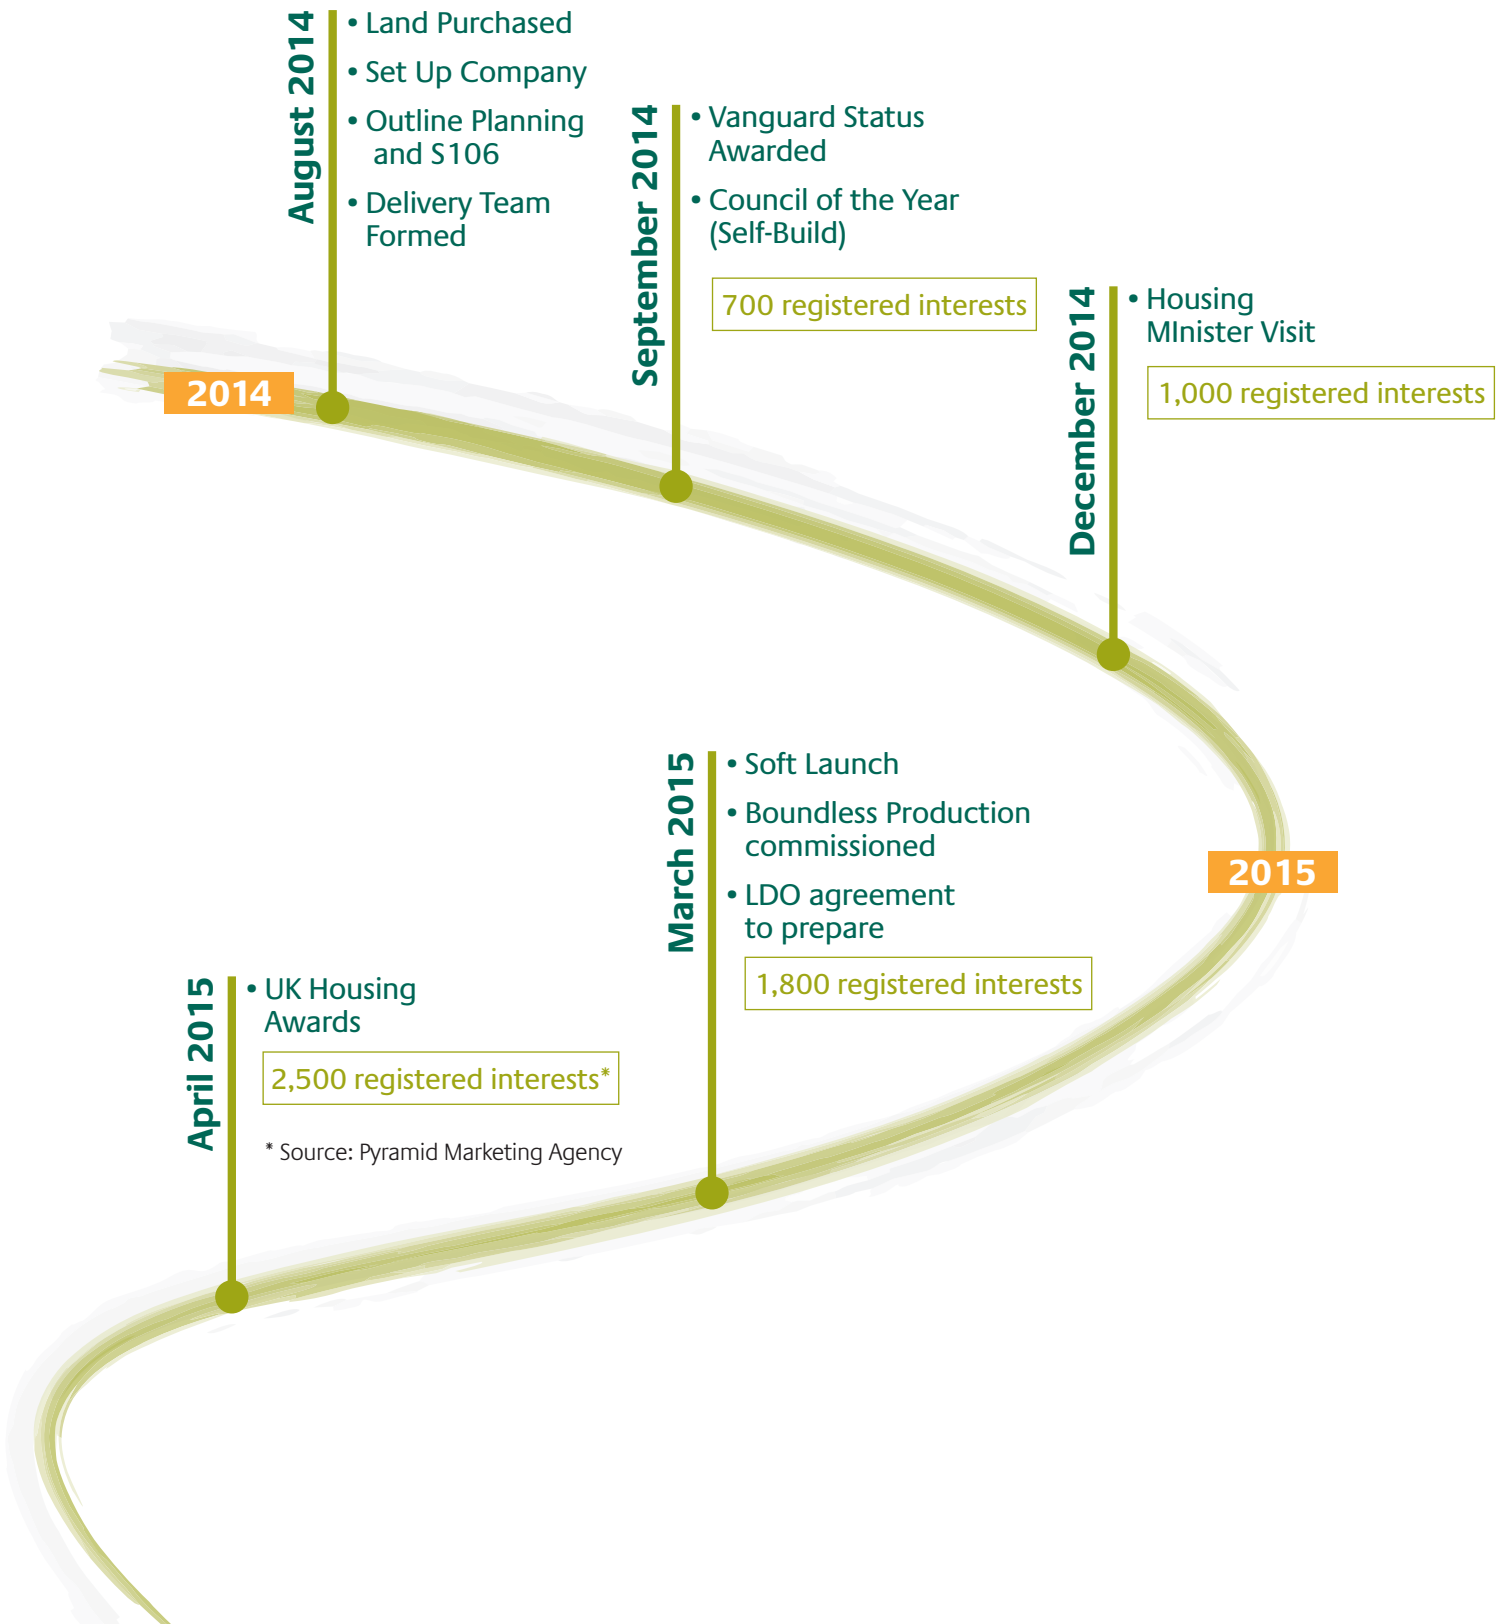 August 2014
• Land Purchased
• Set Up Company
• Outline Planning
and S106
• Delivery Team
Formed
September 2014
• Vanguard Status
Awarded
• Council of the Year
(Self-Build)
700 registered interests
December 2014
• Housing
MInister Visit
1,000 registered interests
2014
2015
March 2015
• Soft Launch
• Boundless Production
commissioned
• LDO agreement
to prepare
1,800 registered interests
April 2015
• UK Housing
Awards
2,500 registered interests*
* Source: Pyramid Marketing Agency